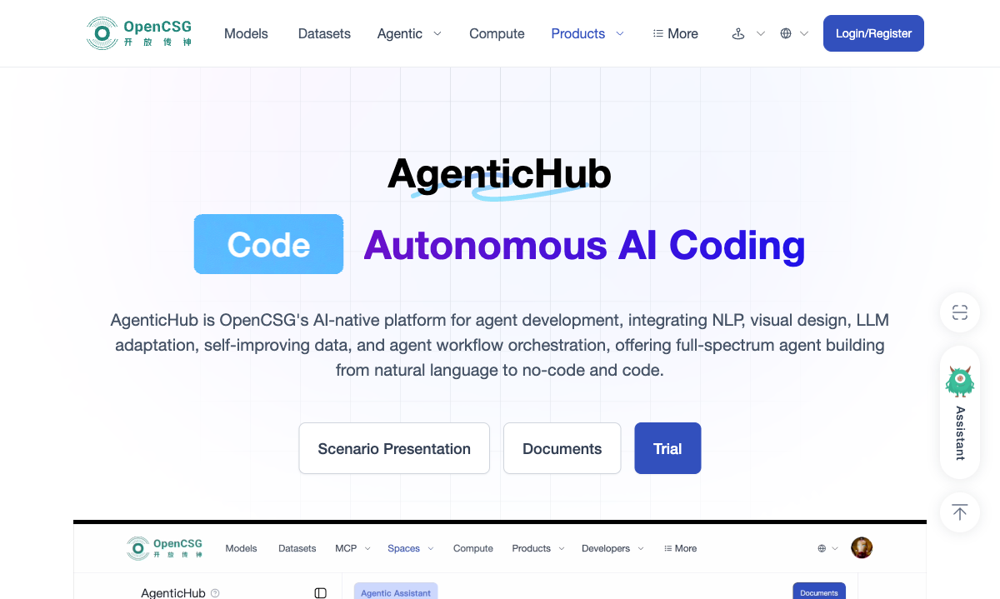 OpenCSG
开放传神
Models Datasets Agentic Compute Products More Login/Register
AgenticHub
Code Autonomous AI Coding
AgenticHub is OpenCSG's AI-native platform for agent development, integrating NLP, visual design, LLM
adaptation, self-improving data, and agent workflow orchestration, offering full-spectrum agent building
from natural language to no-code and code.
Scenario Presentation Documents Trial
Assistant
OpenCSG
开放传神
Models Datasets MCP Spaces Compute Products Developers More
AgenticHub Agentic Assistant Documents